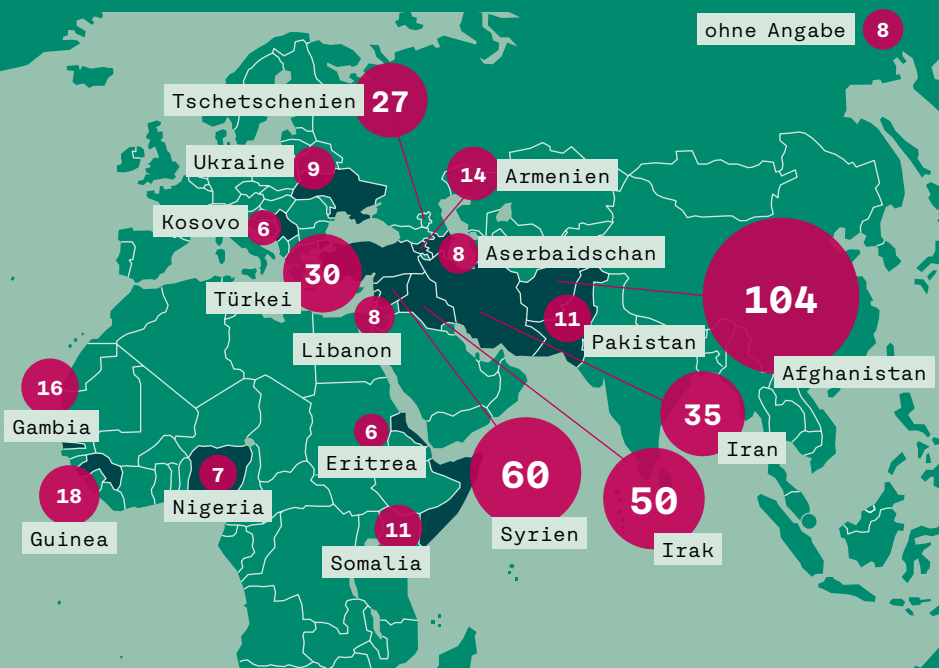 ohne Angabe 8
Tschetschenien 27
Ukraine 9
14 Armenien
Kosovo 6
8 Aserbaidschan
30
Türkei
104
Afghanistan
8
Libanon
11
Pakistan
16
Gambia
35
Iran
6
Eritrea
60
Syrien
50
Irak
7
Nigeria
18
Guinea
11
Somalia